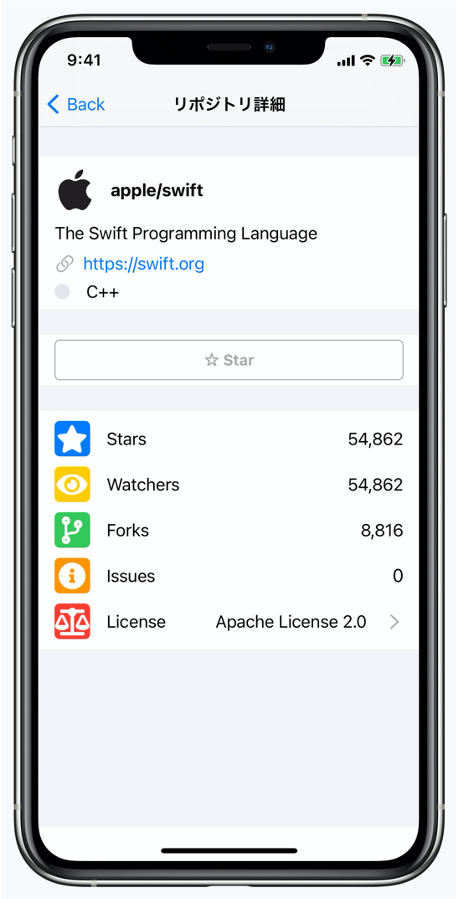 9:41
Back
リポジトリ詳細
apple/swift
The Swift Programming Language
https://swift.org
C++
☆ Star
Stars 54,862
Watchers 54,862
Forks 8,816
Issues 0
License Apache License 2.0